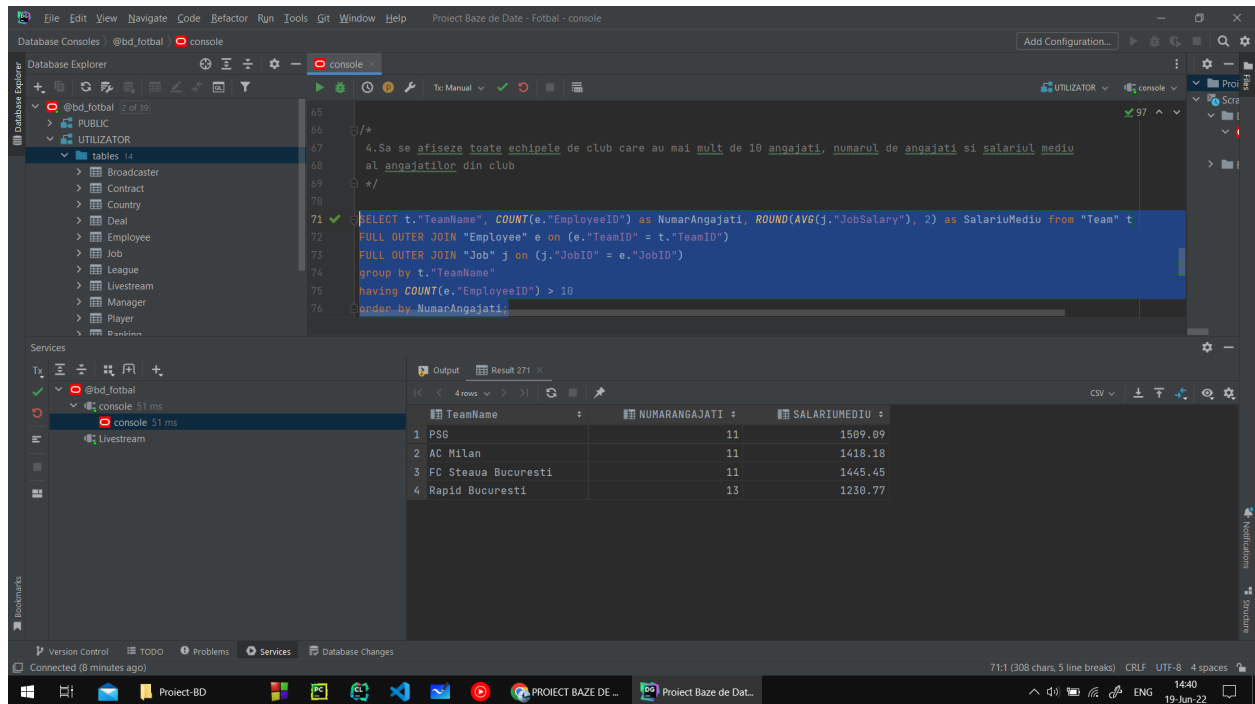 File Edit View Navigate Code Refactor Run Tools Git Window Help Proiect Baze de Date - Fotbal - console
Database Consoles @bd_fotbal console Add Configuration...
Database Explorer console
Tx: Manual UTILIZATOR console
Database Explorer
@bd_fotbal 2 of 39
PUBLIC
UTILIZATOR
tables 14
Broadcaster
Contract
Country
Deal
Employee
Job
League
Livestream
Manager
Player
Ranking
97
65
66 /*
67 4.Sa se afiseze toate echipele de club care au mai mult de 10 angajati, numarul de angajati si salariul mediu
68 al angajatilor din club
69 */
70
71 SELECT t."TeamName", COUNT(e."EmployeeID") as NumarAngajati, ROUND(AVG(j."JobSalary"), 2) as SalariuMediu from "Team" t
72 FULL OUTER JOIN "Employee" e on (e."TeamID" = t."TeamID")
73 FULL OUTER JOIN "Job" j on (j."JobID" = e."JobID")
74 group by t."TeamName"
75 having COUNT(e."EmployeeID") > 10
76 order by NumarAngajati;
Files
Proi
Scra
Services
Tx
@bd_fotbal
console 51 ms
console 51 ms
Livestream
Output Result 271
4 rows CSV
TeamName NUMARANGAJATI SALARIUMEDIU
1 PSG 11 1509.09
2 AC Milan 11 1418.18
3 FC Steaua Bucuresti 11 1445.45
4 Rapid Bucuresti 13 1230.77
Notifications
Structure
Bookmarks
Version Control TODO Problems Services Database Changes
Connected (8 minutes ago) 71:1 (308 chars, 5 line breaks) CRLF UTF-8 4 spaces
Proiect-BD PC CL PROIECT BAZE DE ... DG Proiect Baze de Dat... ENG 14:40
19-Jun-22